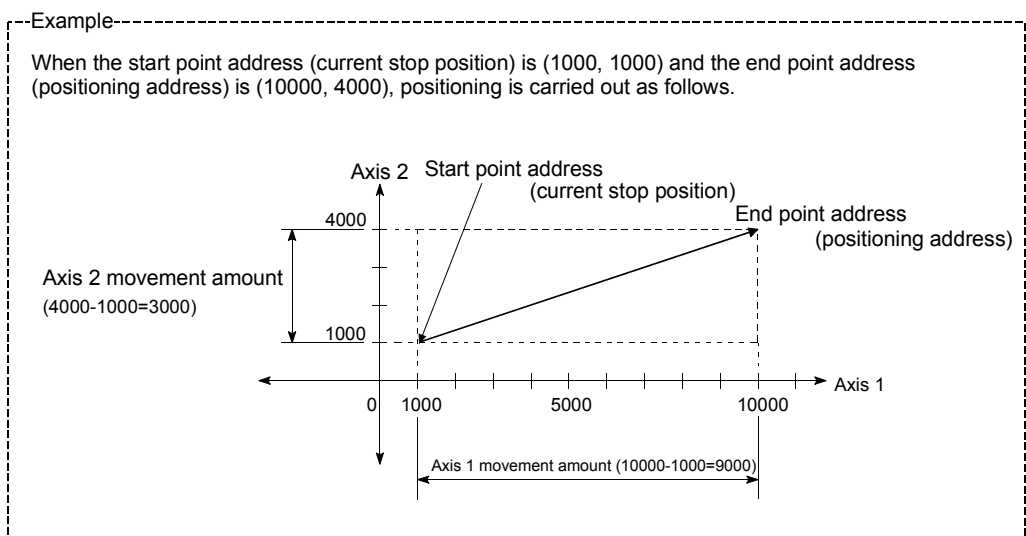 Example
When the start point address (current stop position) is (1000, 1000) and the end point address
(positioning address) is (10000, 4000), positioning is carried out as follows.
Axis 2
Start point address
(current stop position)
End point address
(positioning address)
4000
Axis 2 movement amount
(4000-1000=3000)
1000
Axis 1
0 1000 5000 10000
Axis 1 movement amount (10000-1000=9000)